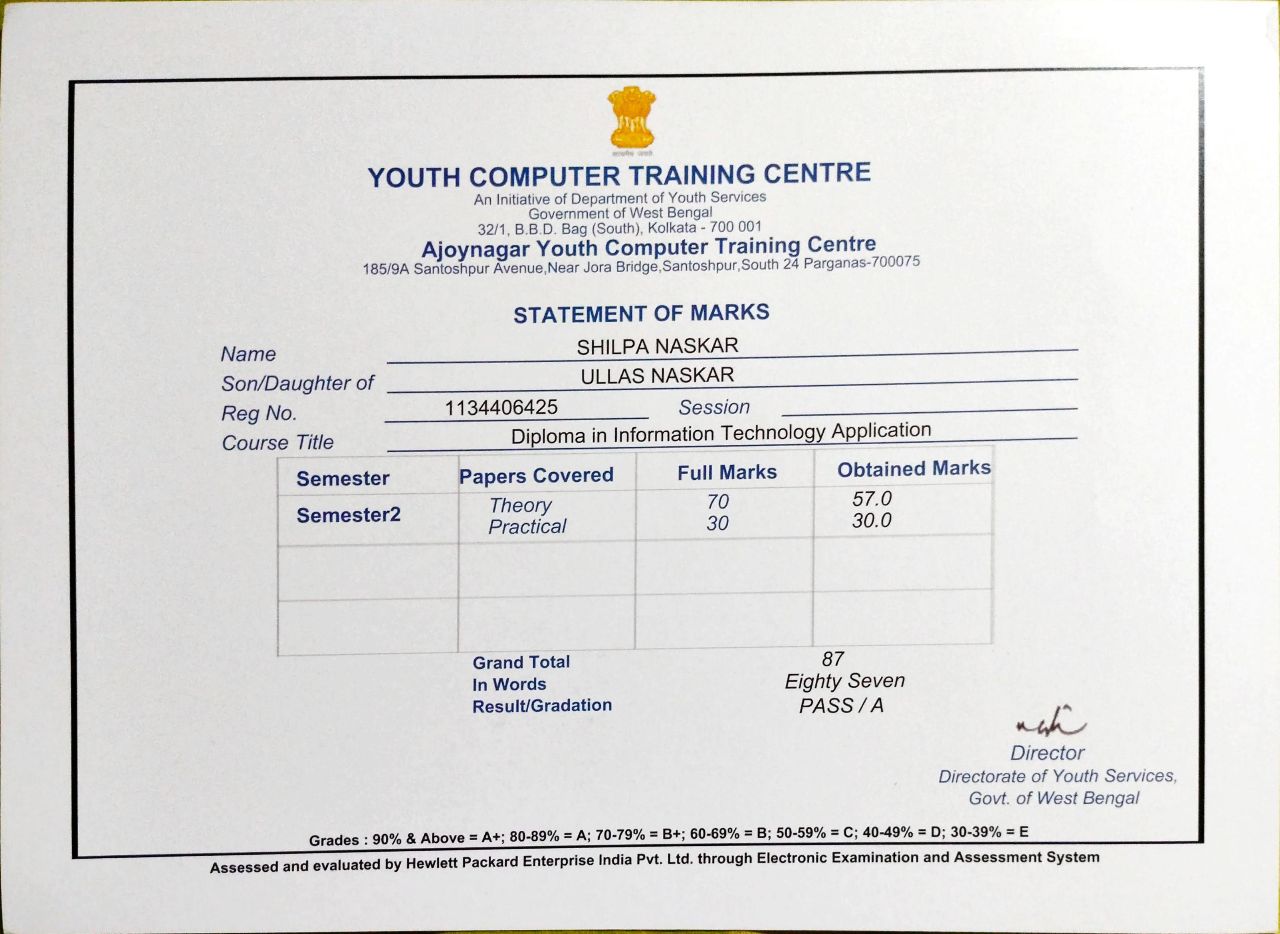 YOUTH COMPUTER TRAINING CENTRE
An Initiative of Department of Youth Services
Government of West Bengal
32/1, B.B.D. Bag (South), Kolkata - 700 001
Ajoynagar Youth Computer Training Centre
185/9A Santoshpur Avenue,Near Jora Bridge,Santoshpur,South 24 Parganas-700075
STATEMENT OF MARKS
Name SHILPA NASKAR
Son/Daughter of ULLAS NASKAR
Reg No. 1134406425 Session
Course Title Diploma in Information Technology Application
Semester Papers Covered Full Marks Obtained Marks
Semester2 Theory 70 57.0
Practical 30 30.0
Grand Total 87
In Words Eighty Seven
Result/Gradation PASS / A
Director
Directorate of Youth Services,
Govt. of West Bengal
Grades : 90% & Above = A+; 80-89% = A; 70-79% = B+; 60-69% = B; 50-59% = C; 40-49% = D; 30-39% = E
Assessed and evaluated by Hewlett Packard Enterprise India Pvt. Ltd. through Electronic Examination and Assessment System